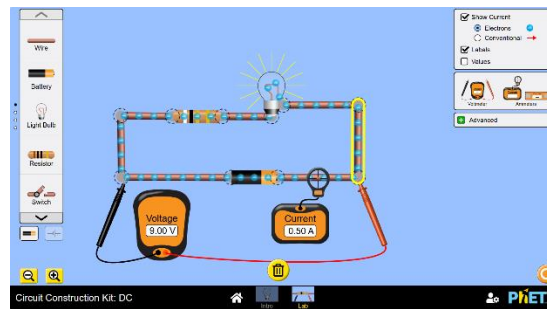 Wire
Battery
Light Bulb
Resistor
Switch
Show Current
Electrons
Conventional
Labels
Values
Voltmeter
Ammeters
Advanced
Voltage
9.00 V
Current
0.50 A
Circuit Construction Kit: DC
Intro
Lab
PhET